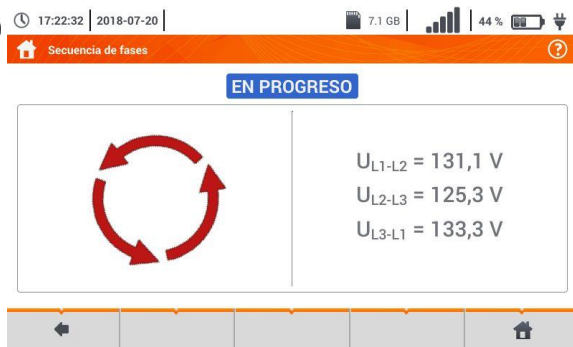 17:22:32 2018-07-20 7.1 GB 44 %
Secuencia de fases ?
EN PROGRESO
UL1-L2 = 131,1 V
UL2-L3 = 125,3 V
UL3-L1 = 133,3 V